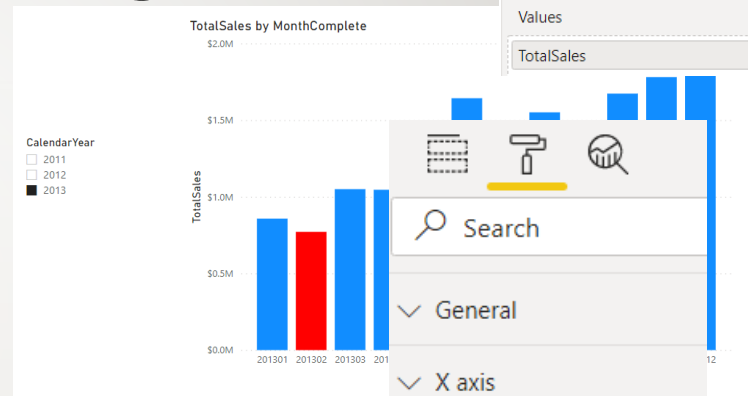 TotalSales by MonthComplete
Values
TotalSales
$2.0M
$1.5M
$1.0M
$0.5M
$0.0M
TotalSales
CalendarYear
2011
2012
2013
201301 201302 201303 201
12
Search
General
X axis